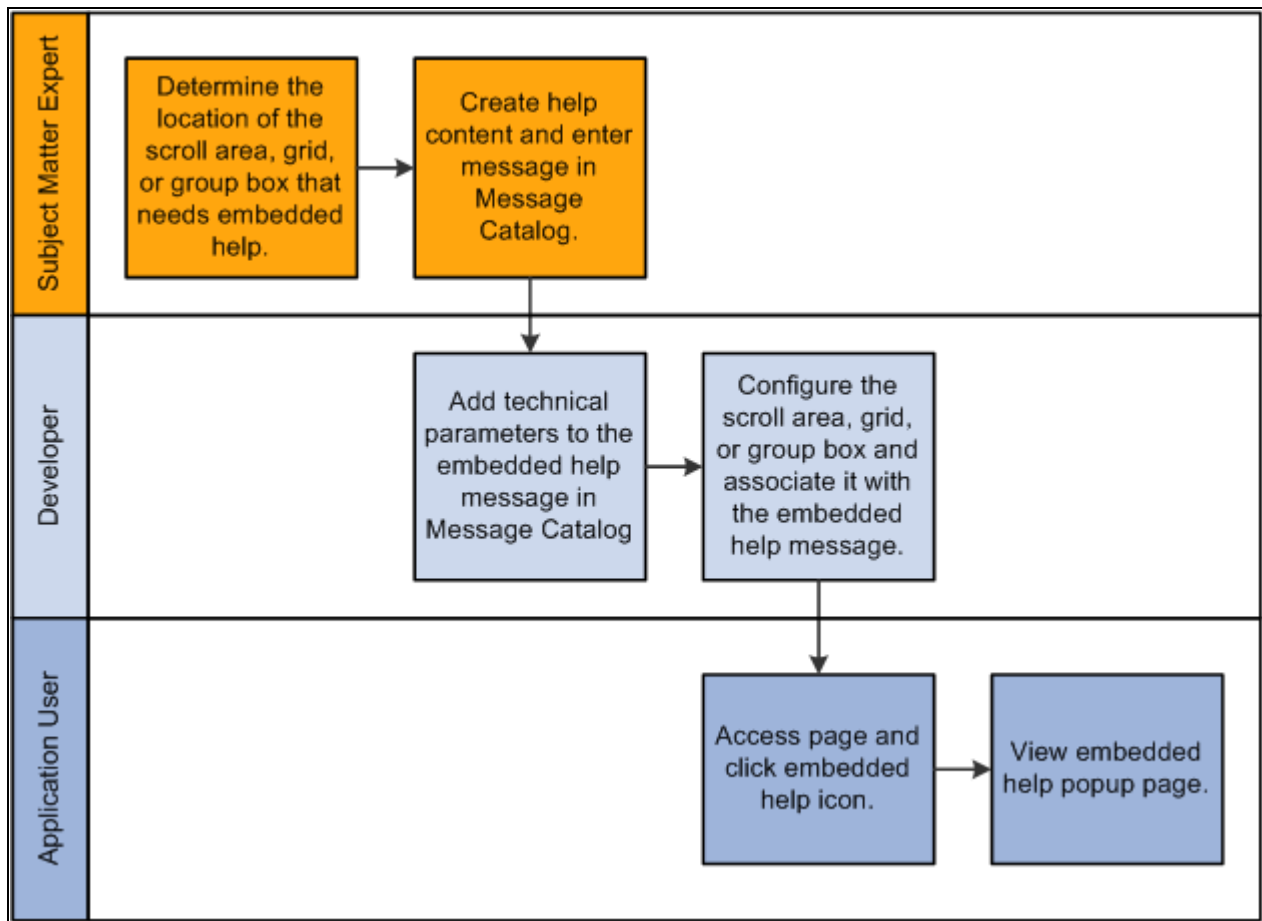 Subject Matter Expert
Determine the
location of the
scroll area, grid,
or group box that
needs embedded
help.
Create help
content and enter
message in
Message
Catalog.
Developer
Add technical
parameters to the
embedded help
message in
Message Catalog
Configure the
scroll area, grid,
or group box and
associate it with
the embedded
help message.
Application User
Access page and
click embedded
help icon.
View embedded
help popup page.